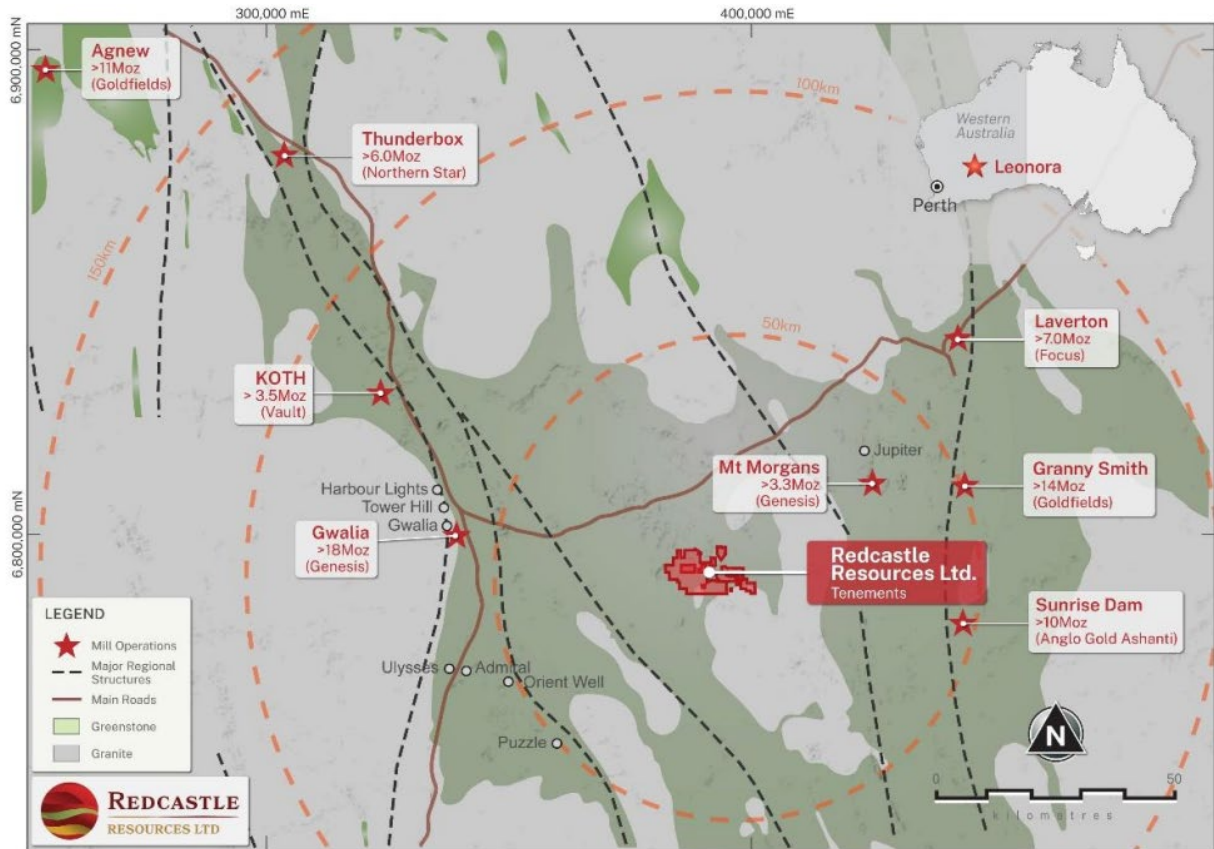 300,000 mE
400,000 mE
6,900,000 mN
6,800,000 mN
Agnew
>11Moz
(Goldfields)
Thunderbox
>6.0Moz
(Northern Star)
100km
150km
50km
Western
Australia
Leonora
Perth
Laverton
>7.0Moz
(Focus)
KOTH
> 3.5Moz
(Vault)
Jupiter
Mt Morgans
>3.3Moz
(Genesis)
Granny Smith
>14Moz
(Goldfields)
Harbour Lights
Tower Hill
Gwalia
Gwalia
>18Moz
(Genesis)
Redcastle
Resources Ltd.
Tenements
Sunrise Dam
>10Moz
(Anglo Gold Ashanti)
LEGEND
Mill Operations
Major Regional
Structures
Main Roads
Greenstone
Granite
Ulysses
Admiral
Orient Well
Puzzle
N
0
50
kilometres
REDCASTLE
RESOURCES LTD